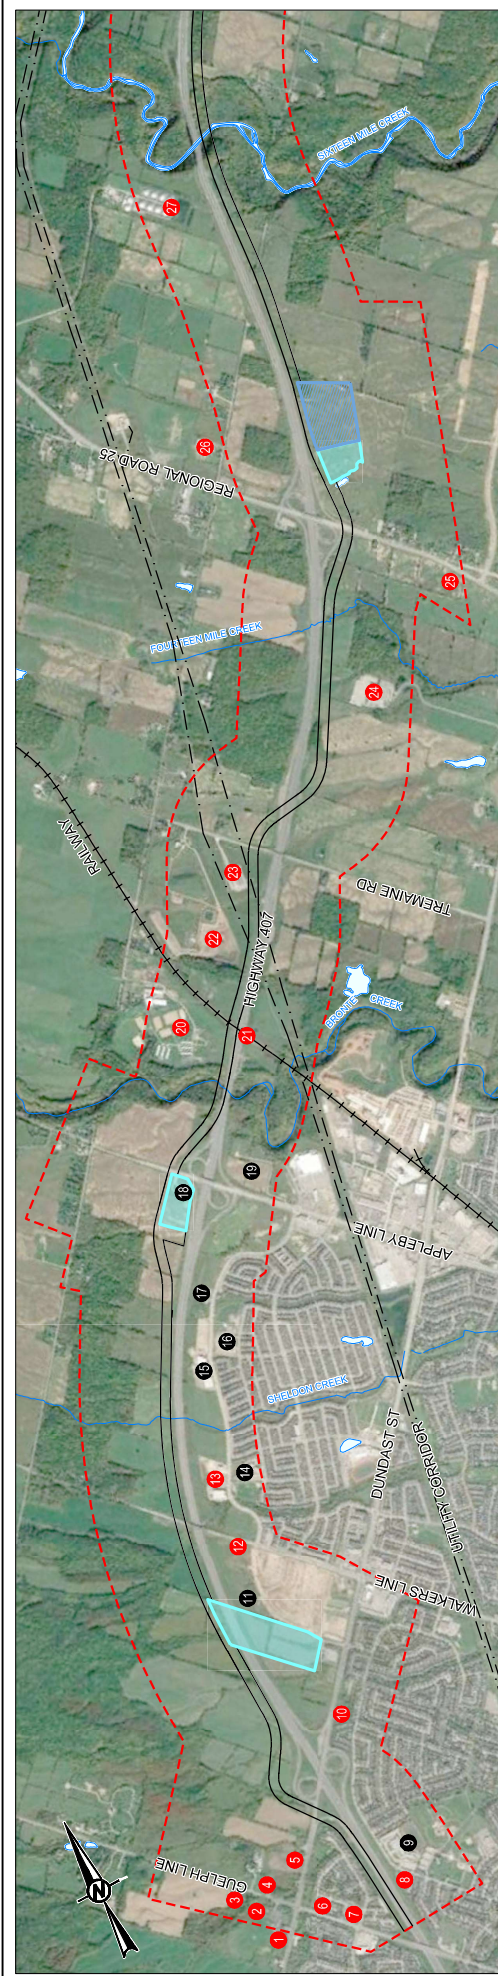 SIXTEEN MILE CREEK
27
26
REGIONAL ROAD 25
25
FOURTEEN MILE CREEK
24
RAILWAY
23
TREMAINE RD
22
HIGHWAY 407
BRONTE CREEK
20
21
19
18
APPLEBY LINE
17
16
15
SHELDON CREEK
DUNDAST ST
UTILITY CORRIDOR
13
14
12
11
WALKERS LINE
10
9
GUELPH LINE
5
8
4
3
2
6
7
1
N